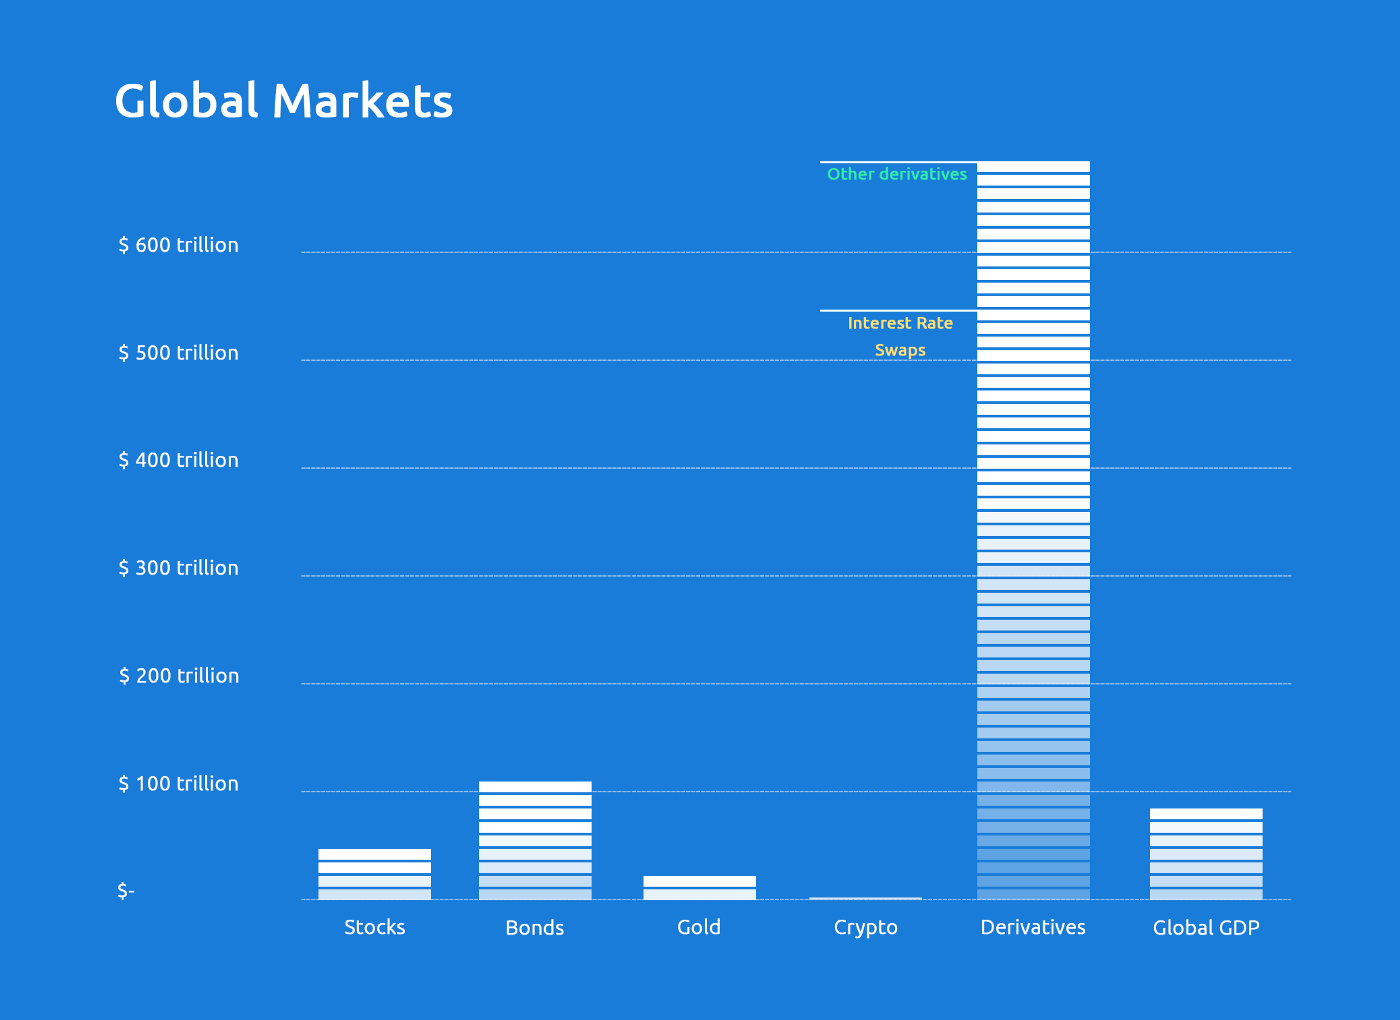 Global Markets
Other derivatives
$ 600 trillion
Interest Rate
Swaps
$ 500 trillion
$ 400 trillion
$ 300 trillion
$ 200 trillion
$ 100 trillion
$-
Stocks
Bonds
Gold
Crypto
Derivatives
Global GDP